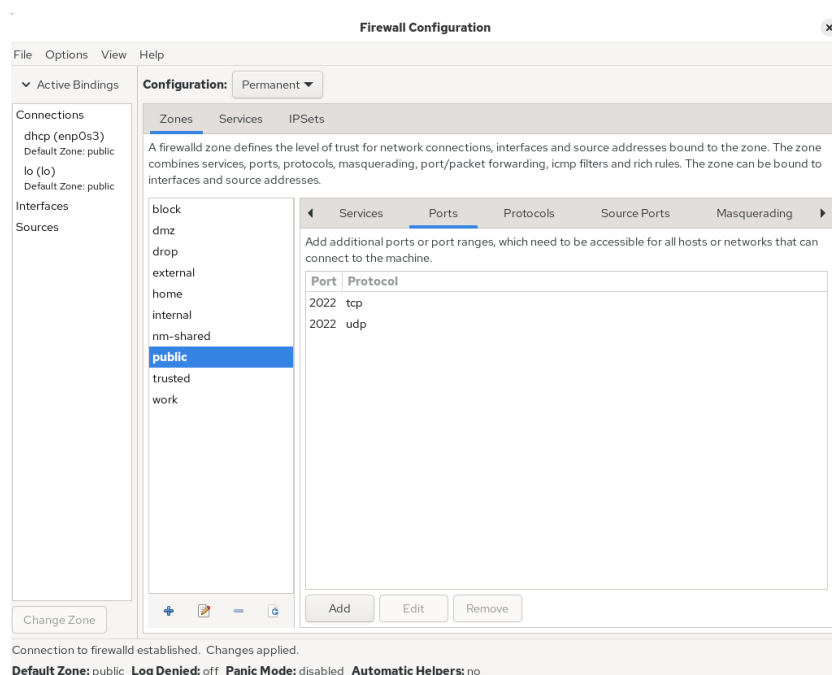 Firewall Configuration
File Options View Help
Active Bindings
Configuration: Permanent
Connections
dhcp (enp0s3)
Default Zone: public
lo (lo)
Default Zone: public
Interfaces
Sources
Change Zone
Zones Services IPSets
A firewalld zone defines the level of trust for network connections, interfaces and source addresses bound to the zone. The zone
combines services, ports, protocols, masquerading, port/packet forwarding, icmp filters and rich rules. The zone can be bound to
interfaces and source addresses.
block
dmz
drop
external
home
internal
nm-shared
public
trusted
work
Services Ports Protocols Source Ports Masquerading
Add additional ports or port ranges, which need to be accessible for all hosts or networks that can
connect to the machine.
Port Protocol
2022 tcp
2022 udp
Add Edit Remove
Connection to firewalld established. Changes applied.
Default Zone: public Log Denied: off Panic Mode: disabled Automatic Helpers: no